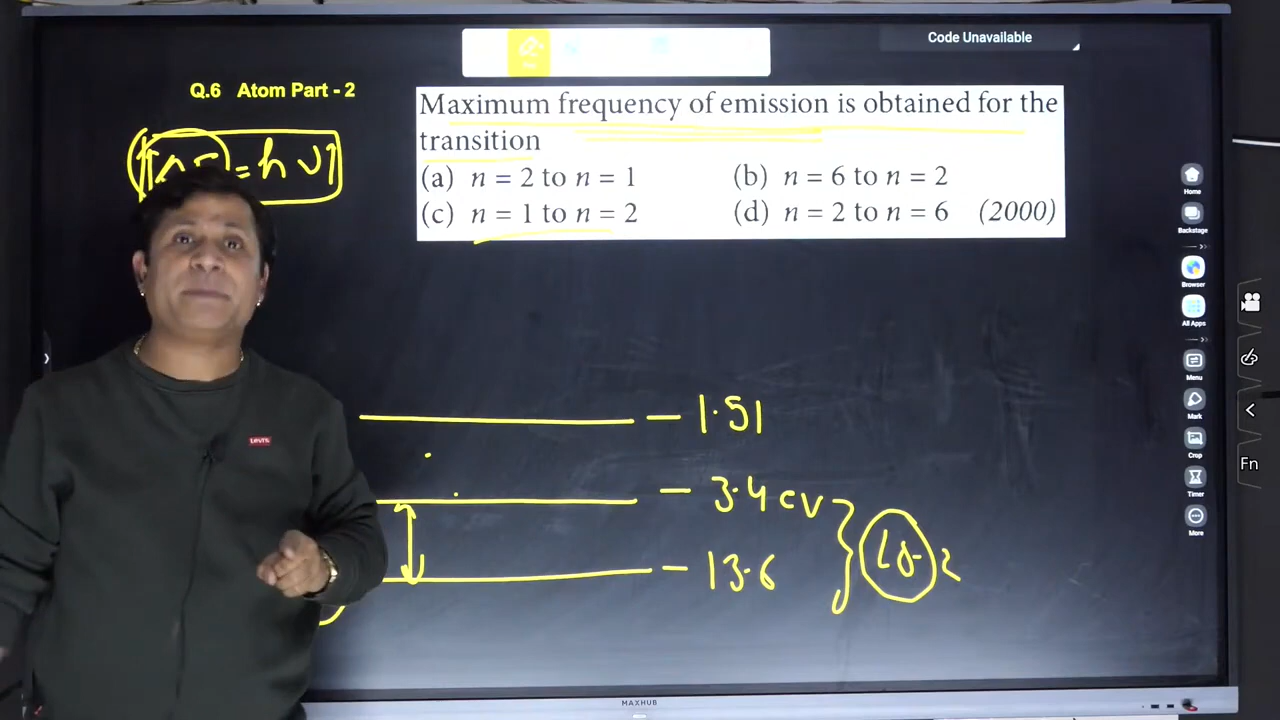 Code Unavailable
Q.6 Atom Part - 2
Maximum frequency of emission is obtained for the
transition
(a) n = 2 to n = 1 (b) n = 6 to n = 2
(c) n = 1 to n = 2 (d) n = 2 to n = 6 (2000)
= h ν↑
Home
Backstage
Browser
All Apps
Menu
Mark
Crop
Timer
More
Fn
Levi's
— 1.51
— 3.4 eV
— 13.6
MAXHUB